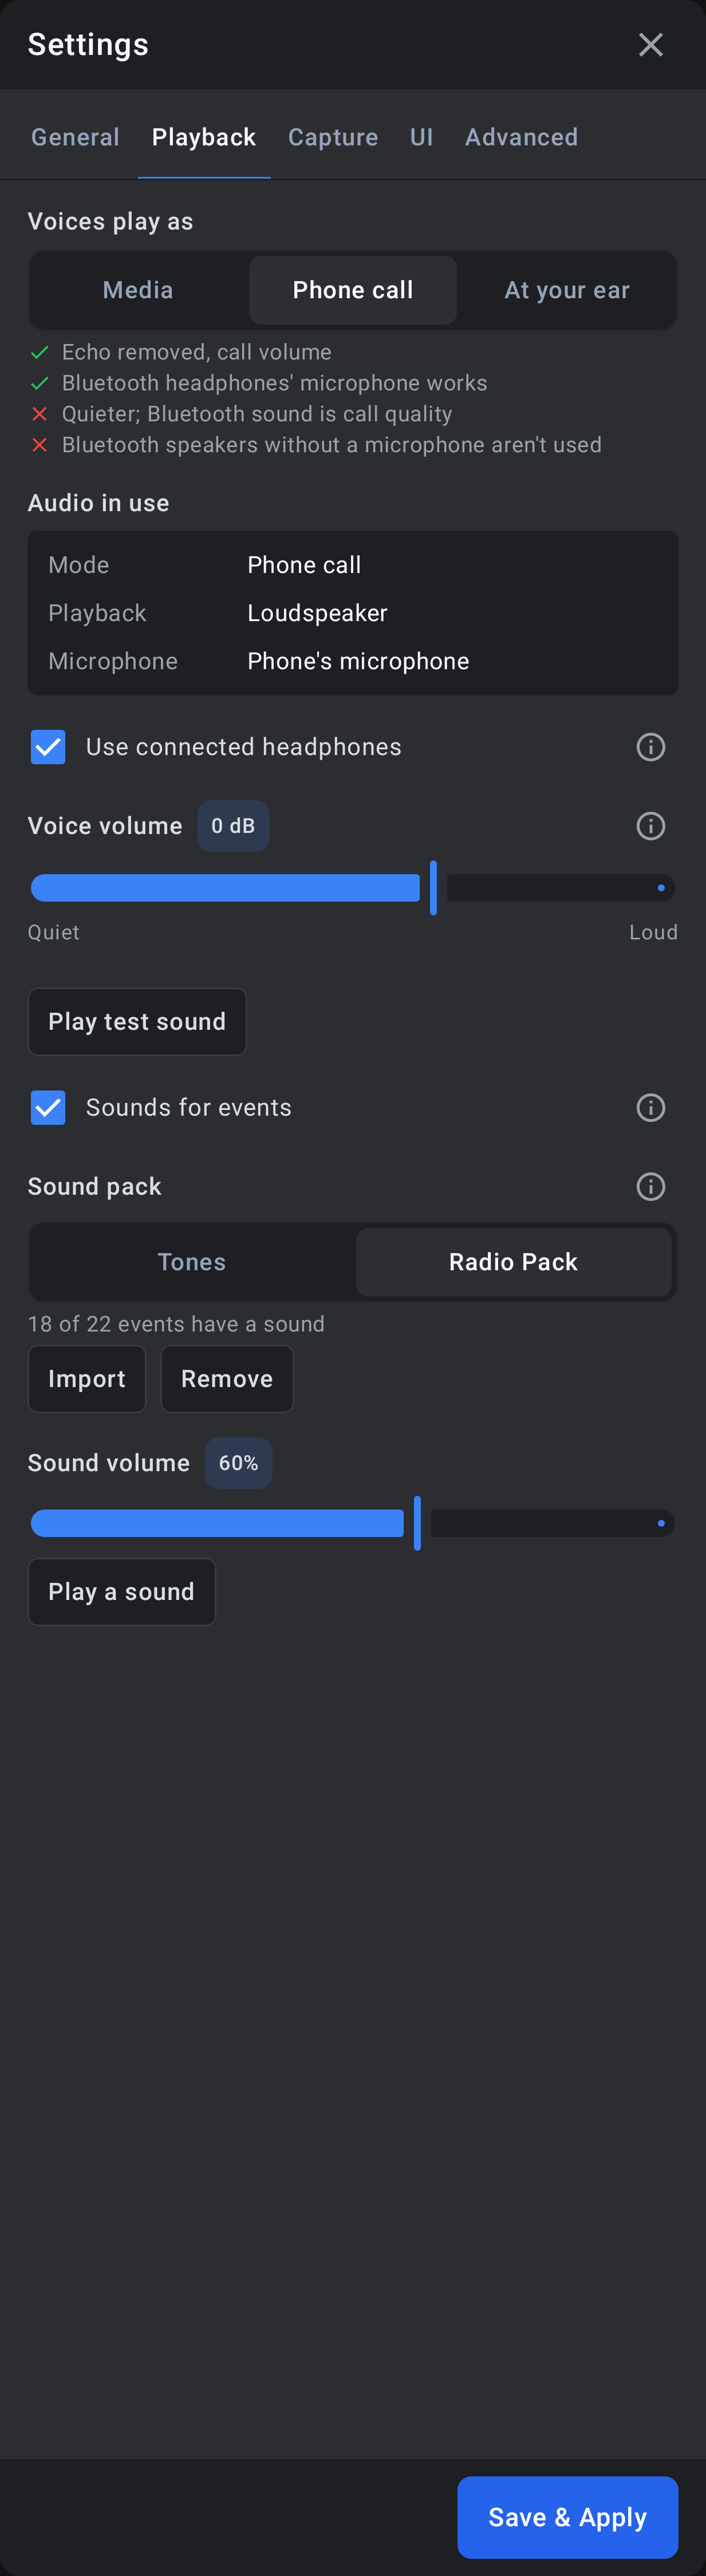 Settings
General Playback Capture UI Advanced
Voices play as
Media Phone call At your ear
Echo removed, call volume
Bluetooth headphones' microphone works
Quieter; Bluetooth sound is call quality
Bluetooth speakers without a microphone aren't used
Audio in use
Mode Phone call
Playback Loudspeaker
Microphone Phone's microphone
Use connected headphones
Voice volume 0 dB
Quiet Loud
Play test sound
Sounds for events
Sound pack
Tones Radio Pack
18 of 22 events have a sound
Import Remove
Sound volume 60%
Play a sound
Save & Apply